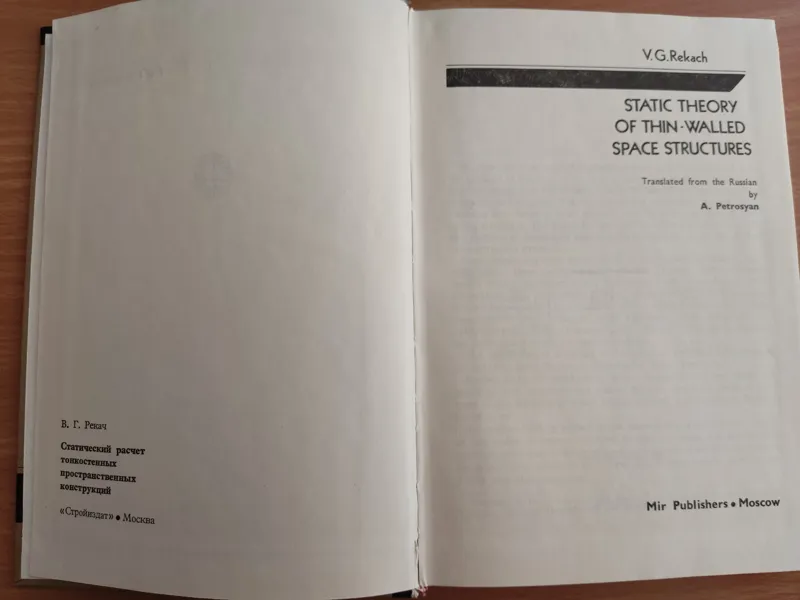 В. Г. Рекач
Статический расчет
тонкостенных
пространственных
конструкций
«Стройиздат» ● Москва
V.G.Rekach
STATIC THEORY
OF THIN-WALLED
SPACE STRUCTURES
Translated from the Russian
by
A. Petrosyan
Mir Publishers ● Moscow